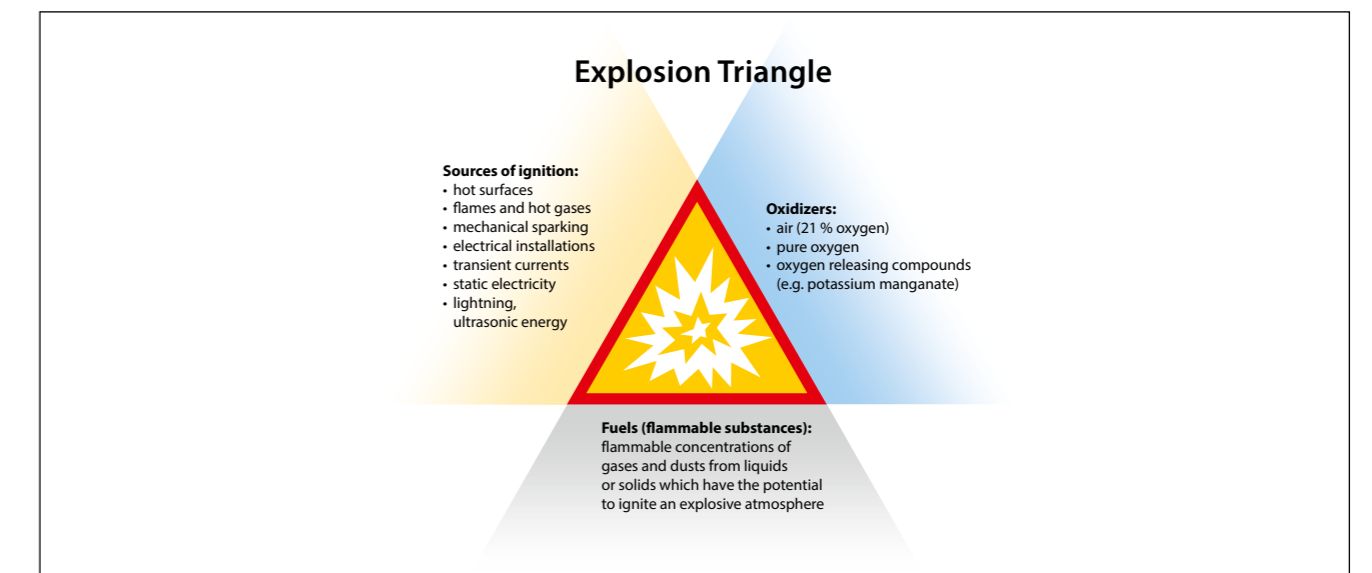 Explosion Triangle
Sources of ignition:
• hot surfaces
• flames and hot gases
• mechanical sparking
• electrical installations
• transient currents
• static electricity
• lightning,
ultrasonic energy
Oxidizers:
• air (21 % oxygen)
• pure oxygen
• oxygen releasing compounds
(e.g. potassium manganate)
Fuels (flammable substances):
flammable concentrations of
gases and dusts from liquids
or solids which have the potential
to ignite an explosive atmosphere